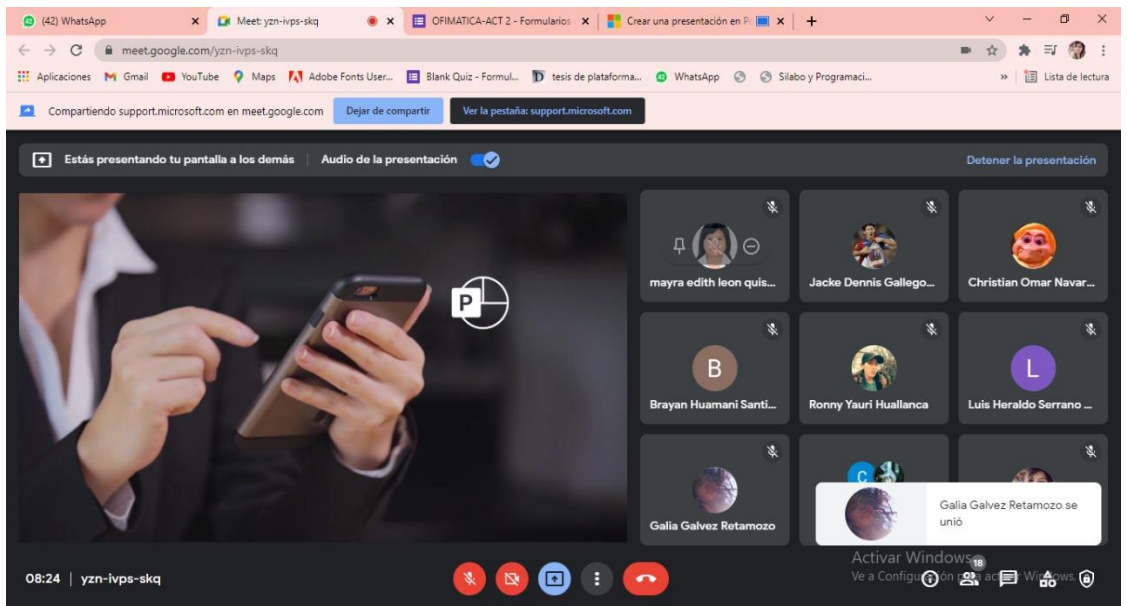 (42) WhatsApp
Meet: yzn-ivps-skq
OFIMATICA-ACT 2 - Formularios
Crear una presentación en P
meet.google.com/yzn-ivps-skq
Aplicaciones
Gmail
YouTube
Maps
Adobe Fonts User...
Blank Quiz - Formul...
tesis de plataforma...
WhatsApp
Silabo y Programaci...
»
Lista de lectura
Compartiendo support.microsoft.com en meet.google.com
Dejar de compartir
Ver la pestaña: support.microsoft.com
Estás presentando tu pantalla a los demás
Audio de la presentación
Detener la presentación
P
mayra edith leon quis...
Jacke Dennis Gallego...
Christian Omar Navar...
B
L
Brayan Huamani Santi...
Ronny Yauri Huallanca
Luis Heraldo Serrano ...
C
Galia Galvez Retamozo
Galia Galvez Retamozo se
unió
Activar Windows
Ve a Configuración para activar Windows.
08:24 | yzn-ivps-skq
18